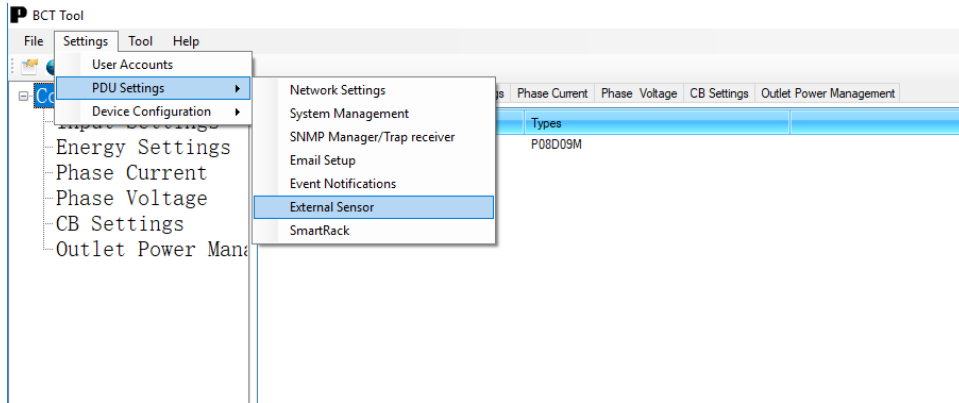 P BCT Tool
File Settings Tool Help
User Accounts
PDU Settings
Device Configuration
Network Settings
System Management
SNMP Manager/Trap receiver
Email Setup
Event Notifications
External Sensor
SmartRack
Phase Current Phase Voltage CB Settings Outlet Power Management
Types
P08D09M
Input Settings
Energy Settings
Phase Current
Phase Voltage
CB Settings
Outlet Power Mana